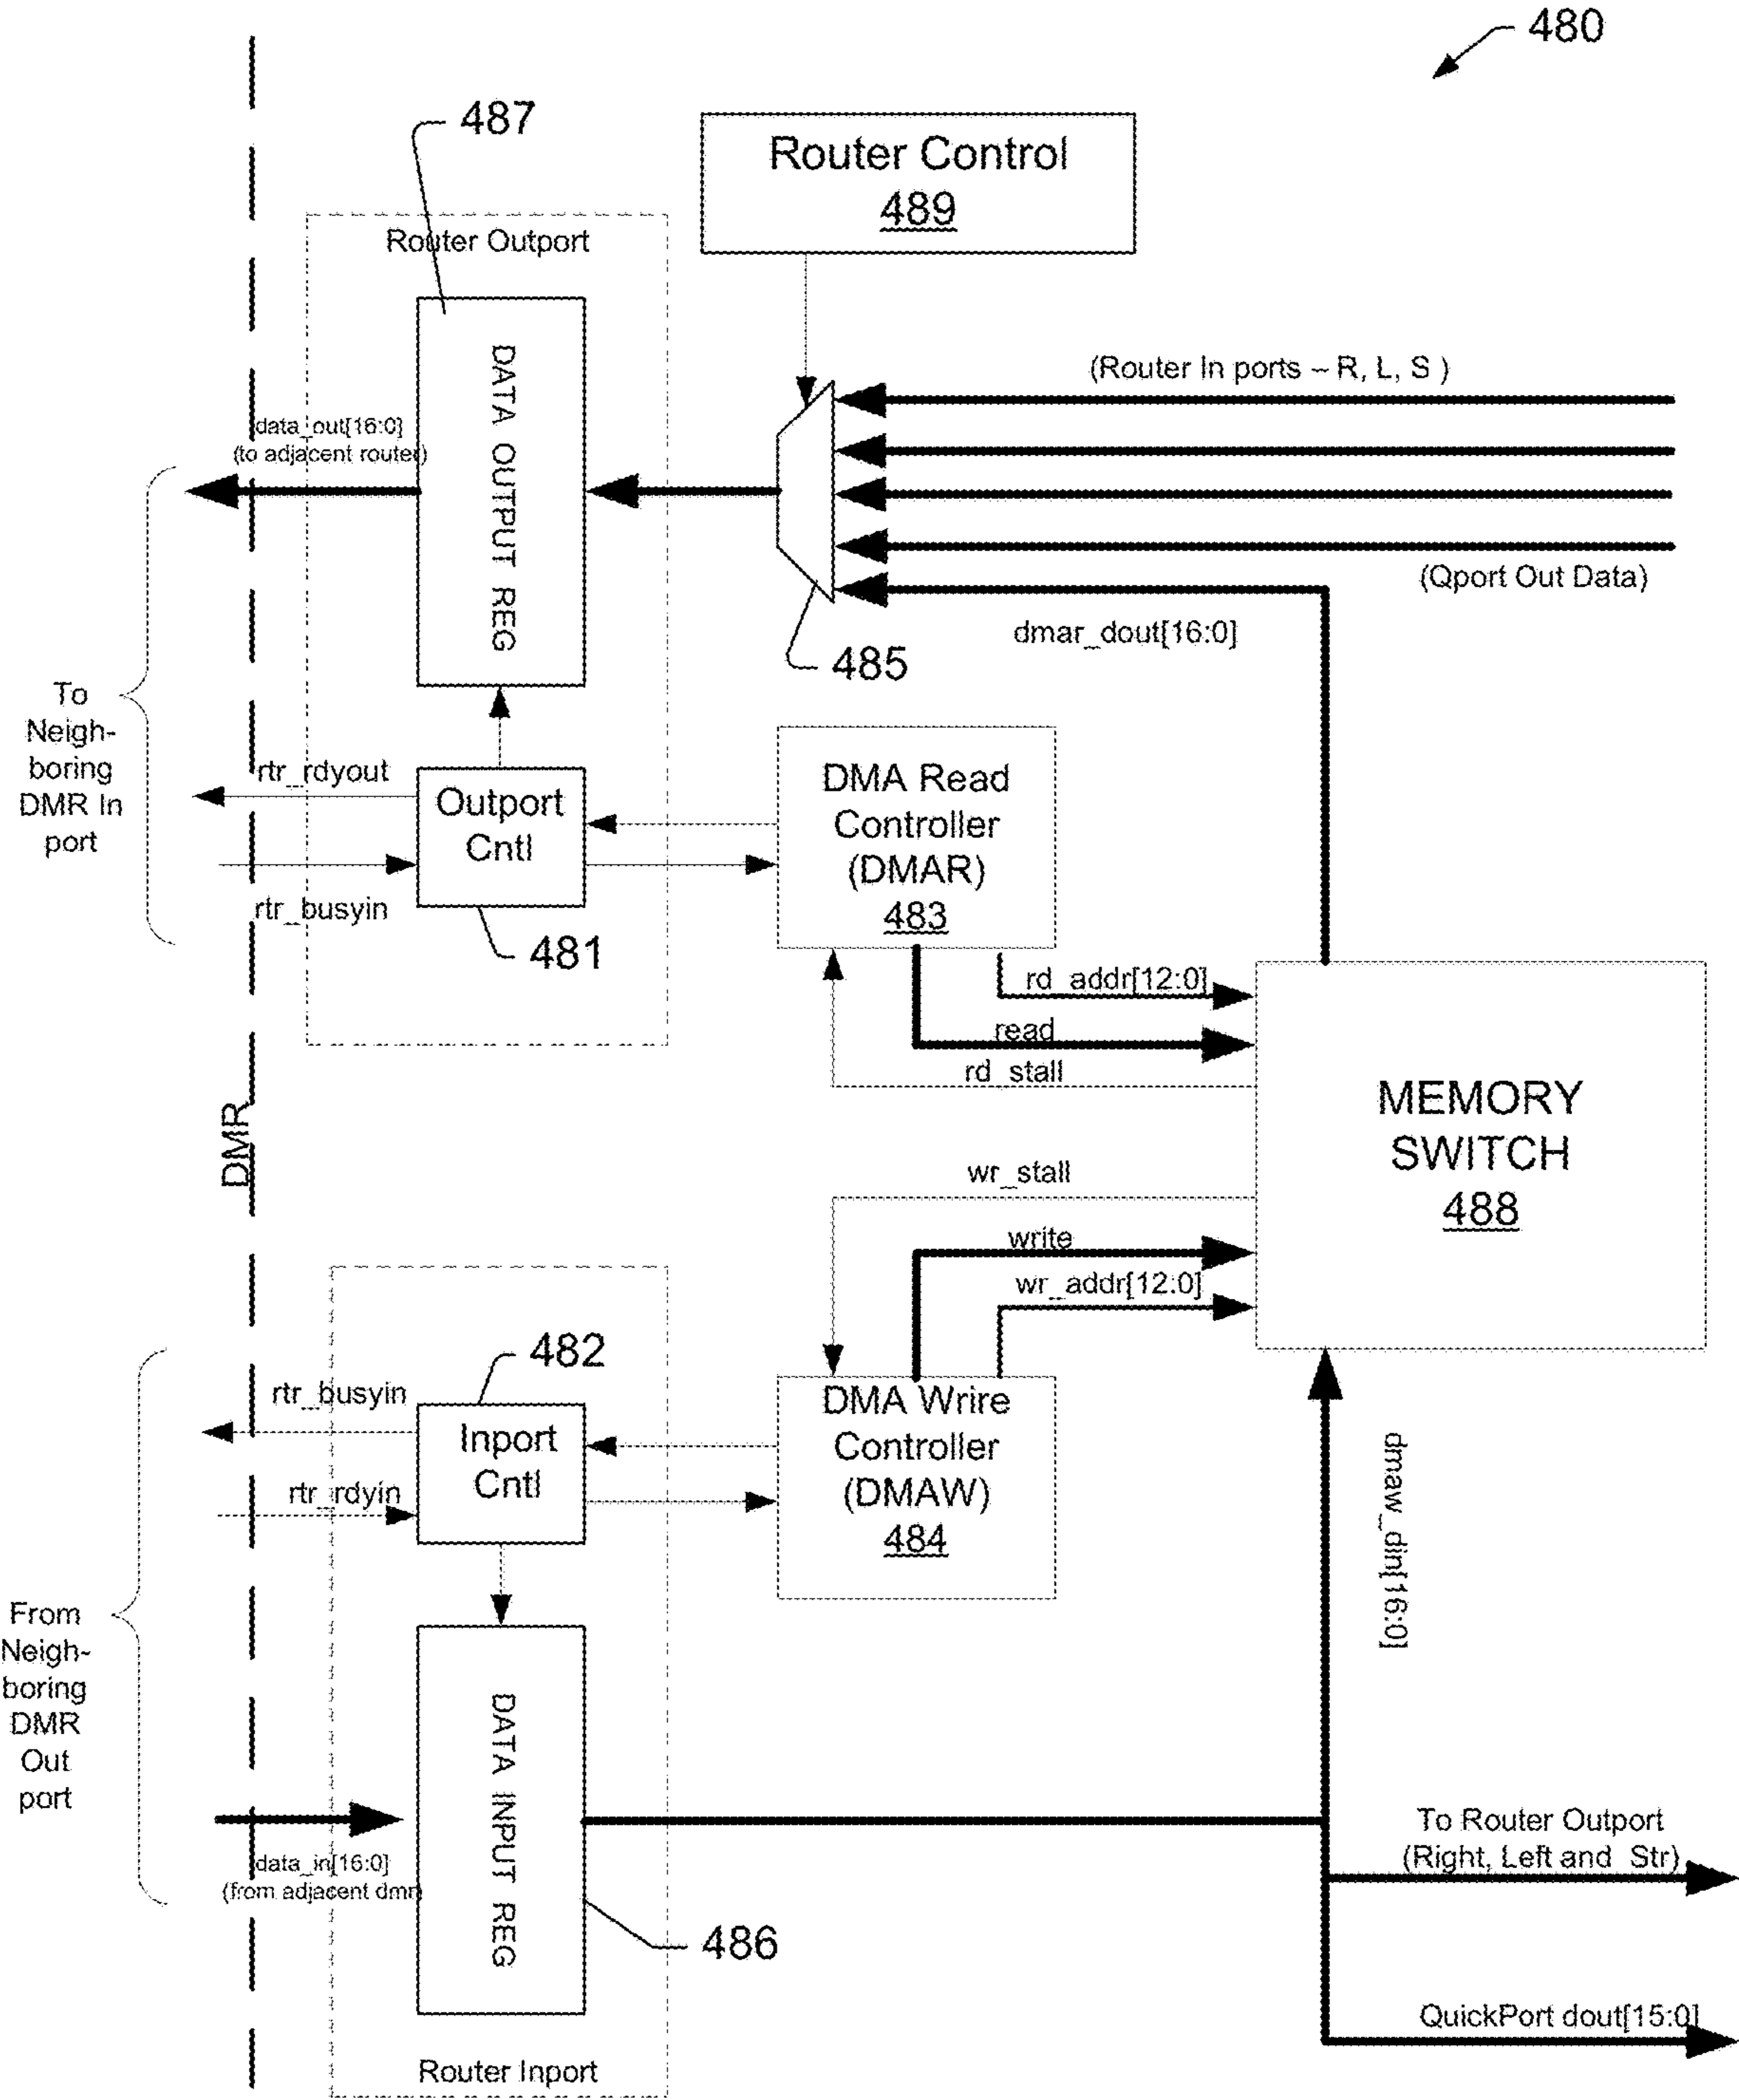 480
487
Router Control
489
Router Outport
DATA OUTPUT REG
(Router In ports – R, L, S )
data_out[16:0]
(to adjacent router)
(Qport Out Data)
dmar_dout[16:0]
485
To
Neigh-
boring
DMR In
port
rtr_rdyout
Outport
Cntl
rtr_busyin
481
DMA Read
Controller
(DMAR)
483
rd_addr[12:0]
read
rd_stall
DMR
MEMORY
SWITCH
488
wr_stall
write
wr_addr[12:0]
482
rtr_busyin
Inport
Cntl
rtr_rdyin
DMA Wrire
Controller
(DMAW)
484
dmaw_din[16:0]
From
Neigh-
boring
DMR
Out
port
DATA INPUT REG
data_in[16:0]
(from adjacent dmr)
486
To Router Outport
(Right, Left and Str)
QuickPort dout[15:0]
Router Inport